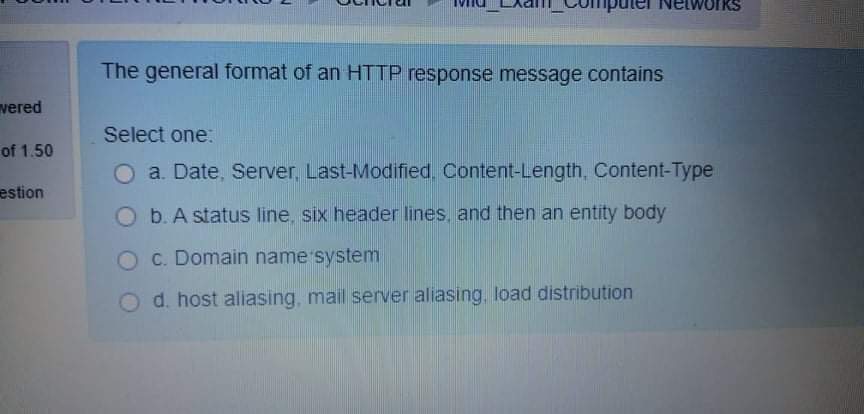 General Mid_Exam_Computer Networks
The general format of an HTTP response message contains
wered
Select one:
of 1.50
a. Date, Server, Last-Modified, Content-Length, Content-Type
estion
b. A status line, six header lines, and then an entity body
c. Domain name system
d. host aliasing, mail server aliasing, load distribution